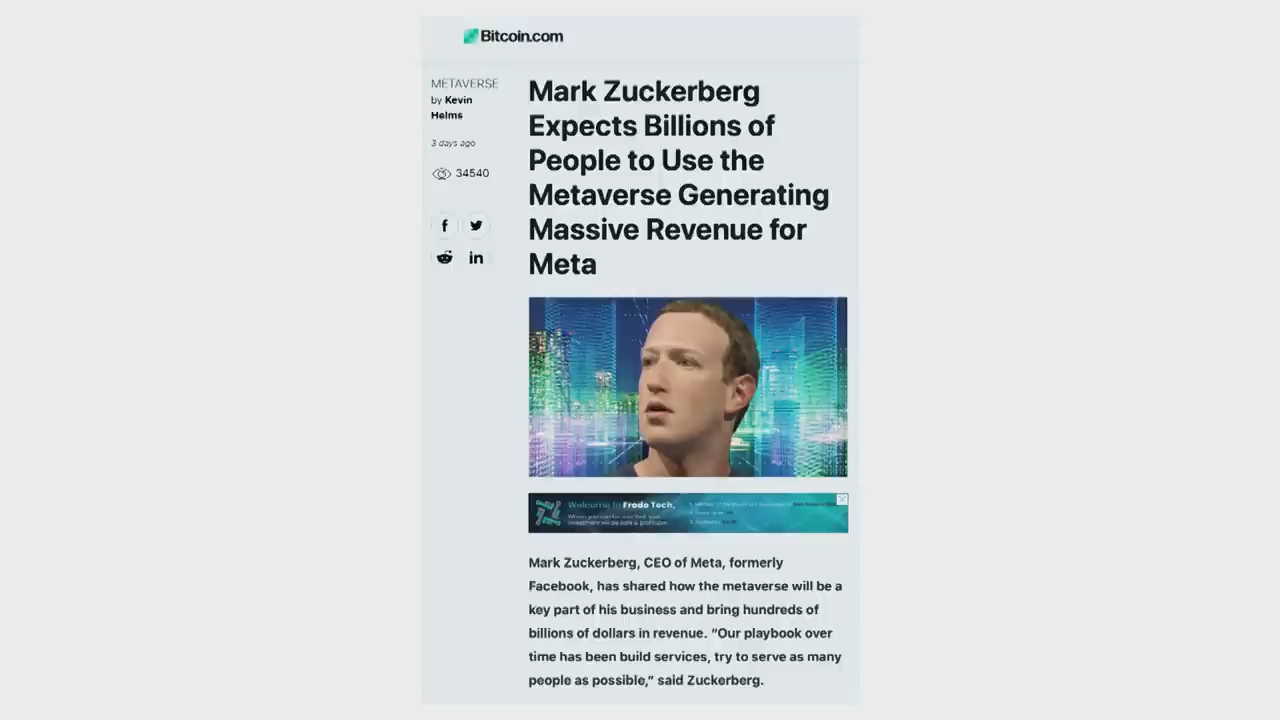 Bitcoin.com
METAVERSE
by Kevin
Helms
3 days ago
34540
Mark Zuckerberg
Expects Billions of
People to Use the
Metaverse Generating
Massive Revenue for
Meta
Welcome to Frodo Tech,
Mark Zuckerberg, CEO of Meta, formerly
Facebook, has shared how the metaverse will be a
key part of his business and bring hundreds of
billions of dollars in revenue. “Our playbook over
time has been build services, try to serve as many
people as possible,” said Zuckerberg.